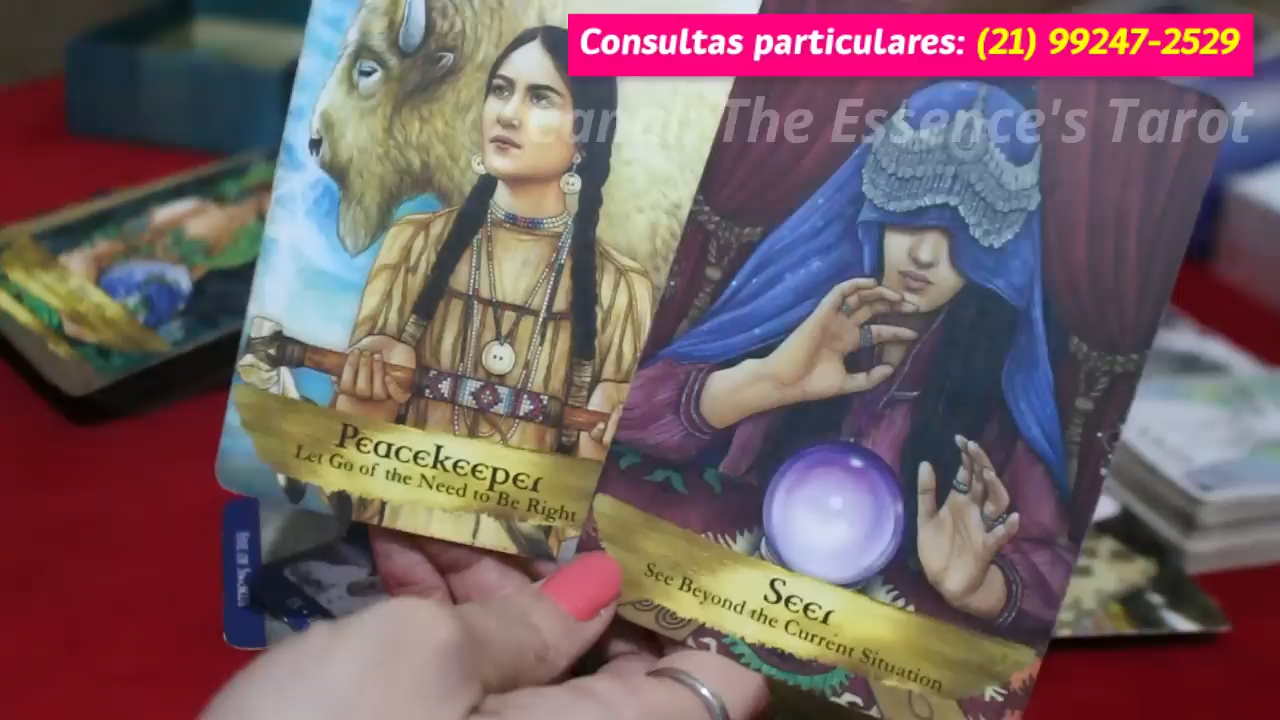 Consultas particulares: (21) 99247-2529
canal: The Essence's Tarot
Peacekeeper
Let Go of the Need to Be Right
Seer
See Beyond the Current Situation